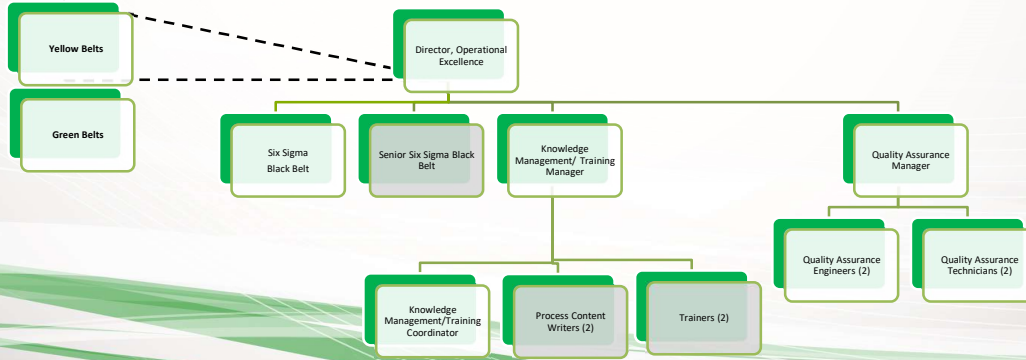 Yellow Belts
Director, Operational
Excellence
Green Belts
Six Sigma
Black Belt
Senior Six Sigma Black
Belt
Knowledge
Management/ Training
Manager
Quality Assurance
Manager
Quality Assurance
Engineers (2)
Quality Assurance
Technicians (2)
Knowledge
Management/Training
Coordinator
Process Content
Writers (2)
Trainers (2)